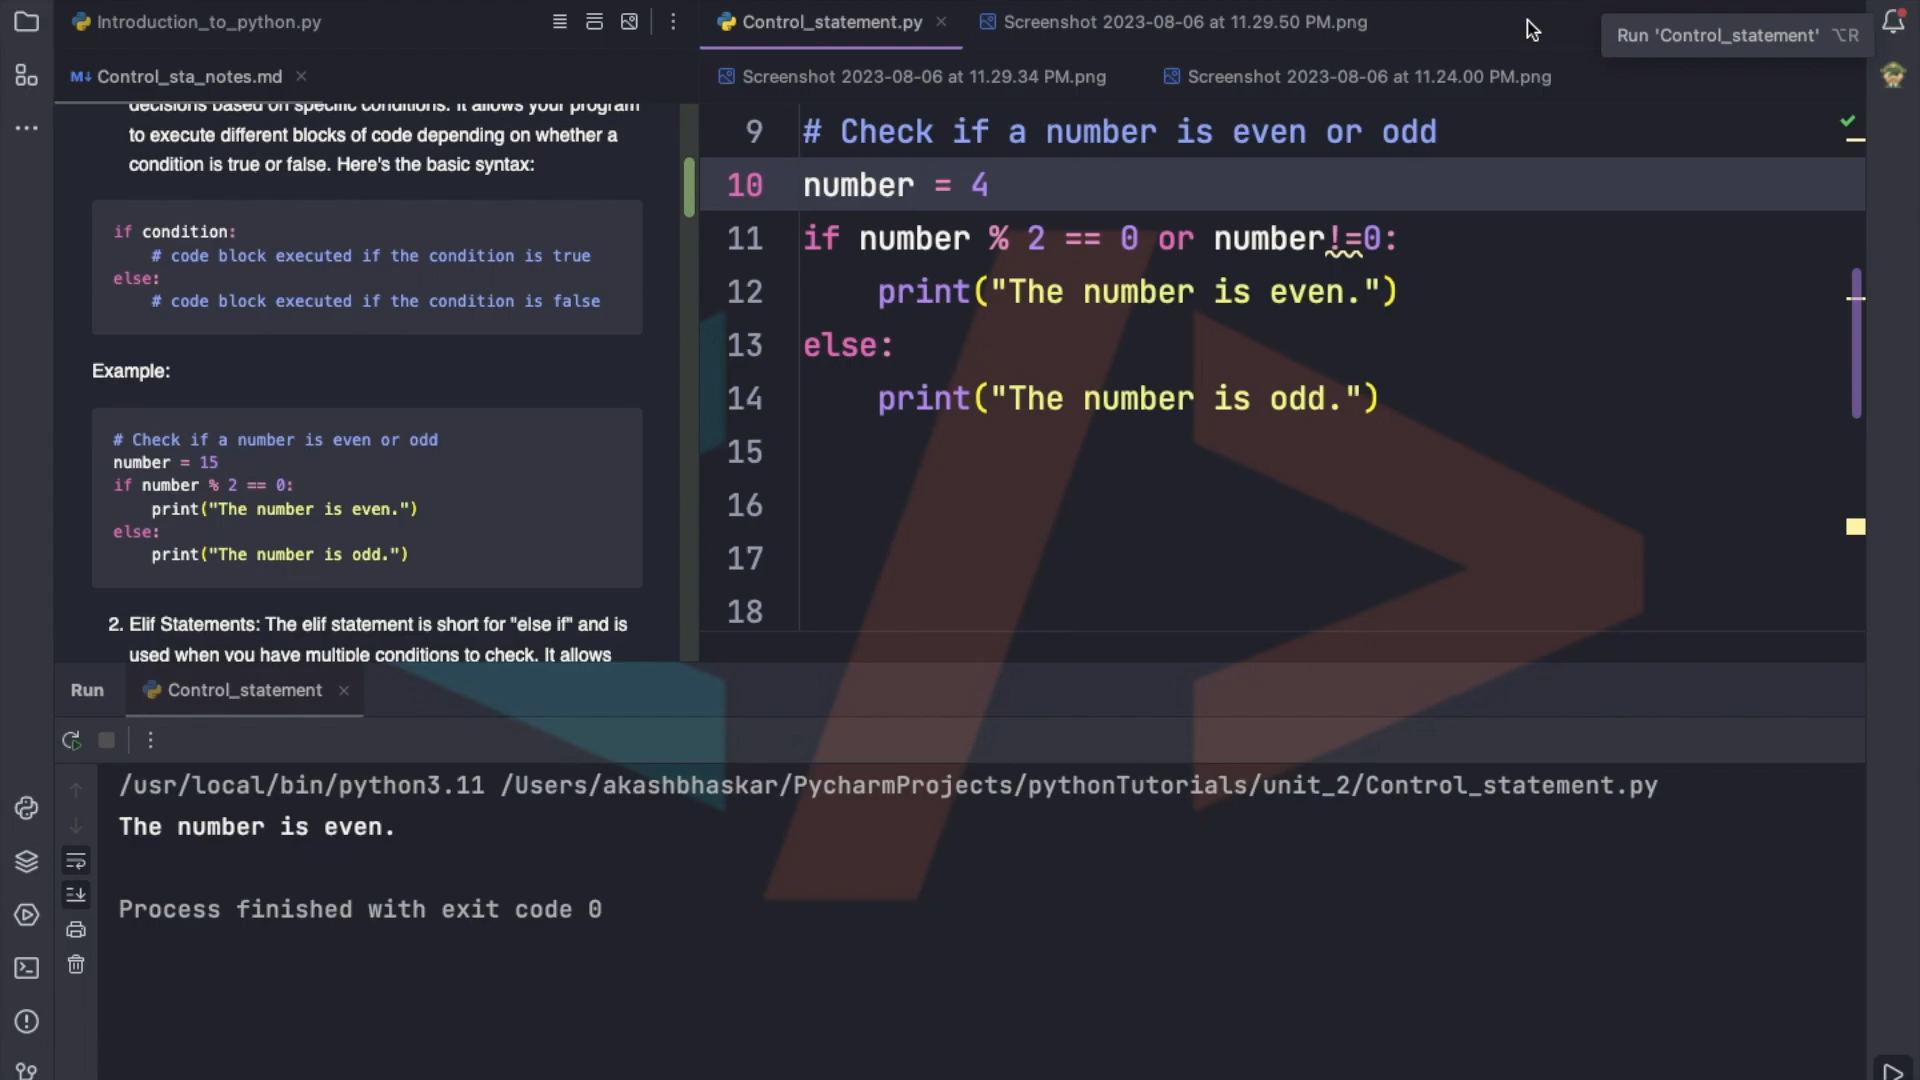 Introduction_to_python.py
Control_statement.py
Screenshot 2023-08-06 at 11.29.50 PM.png
Run 'Control_statement' ⌥R
M↓ Control_sta_notes.md
Screenshot 2023-08-06 at 11.29.34 PM.png
Screenshot 2023-08-06 at 11.24.00 PM.png
decisions based on specific conditions. It allows your program
to execute different blocks of code depending on whether a
condition is true or false. Here's the basic syntax:
if condition:
# code block executed if the condition is true
else:
# code block executed if the condition is false
Example:
# Check if a number is even or odd
number = 15
if number % 2 == 0:
print("The number is even.")
else:
print("The number is odd.")
2. Elif Statements: The elif statement is short for "else if" and is
used when you have multiple conditions to check. It allows
9 # Check if a number is even or odd
10 number = 4
11 if number % 2 == 0 or number!=0:
12 print("The number is even.")
13 else:
14 print("The number is odd.")
15
16
17
18
Run
Control_statement
/usr/local/bin/python3.11 /Users/akashbhaskar/PycharmProjects/pythonTutorials/unit_2/Control_statement.py
The number is even.
Process finished with exit code 0